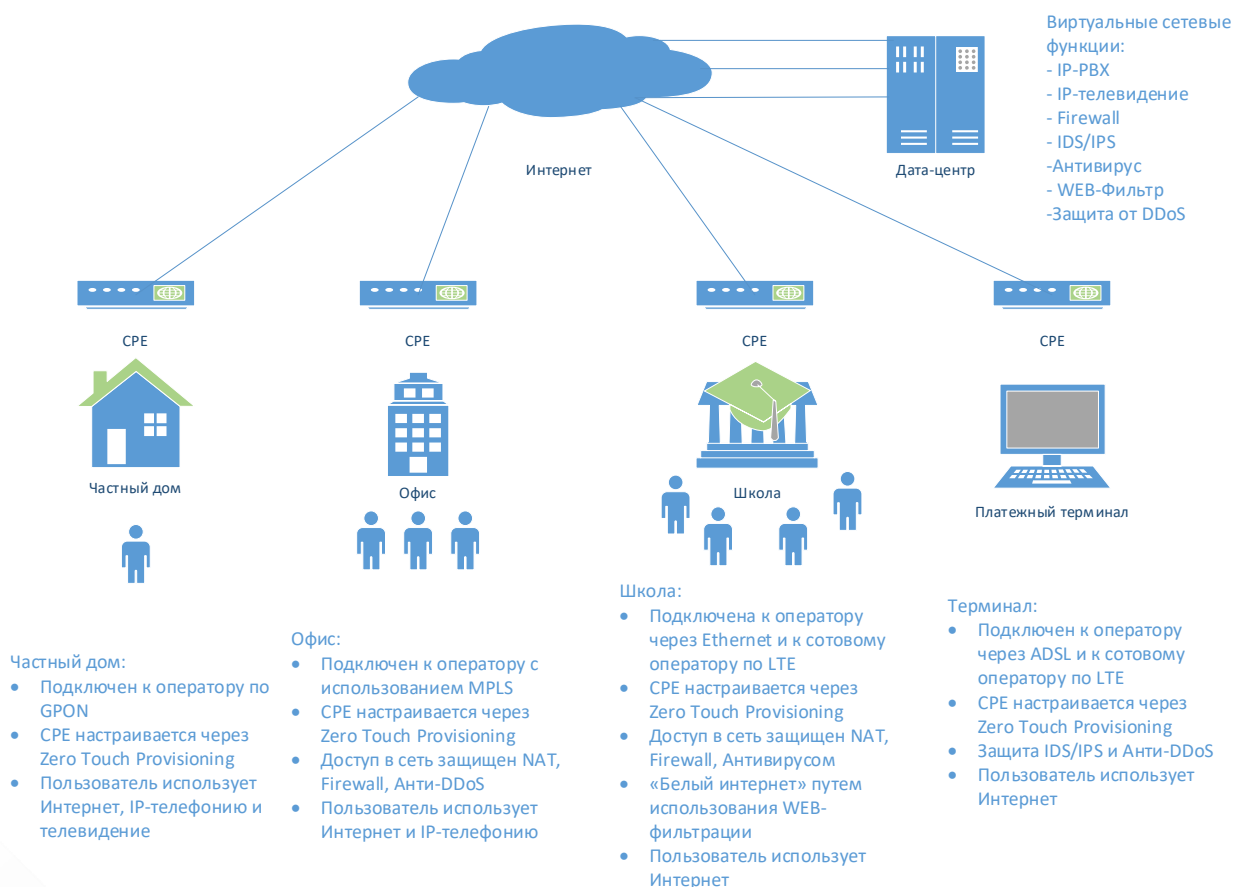 Виртуальные сетевые
функции:
- IP-PBX
- IP-телевидение
- Firewall
- IDS/IPS
-Антивирус
- WEB-Фильтр
-Защита от DDoS
Интернет
Дата-центр
CPE
CPE
CPE
CPE
Частный дом
Офис
Школа
Платежный терминал
Частный дом:
• Подключен к оператору по
GPON
• CPE настраивается через
Zero Touch Provisioning
• Пользователь использует
Интернет, IP-телефонию и
телевидение
Офис:
• Подключен к оператору с
использованием MPLS
• CPE настраивается через
Zero Touch Provisioning
• Доступ в сеть защищен NAT,
Firewall, Анти-DDoS
• Пользователь использует
Интернет и IP-телефонию
Школа:
• Подключена к оператору
через Ethernet и к сотовому
оператору по LTE
• CPE настраивается через
Zero Touch Provisioning
• Доступ в сеть защищен NAT,
Firewall, Антивирусом
• «Белый интернет» путем
использования WEB-
фильтрации
• Пользователь использует
Интернет
Терминал:
• Подключен к оператору
через ADSL и к сотовому
оператору по LTE
• CPE настраивается через
Zero Touch Provisioning
• Защита IDS/IPS и Анти-DDoS
• Пользователь использует
Интернет